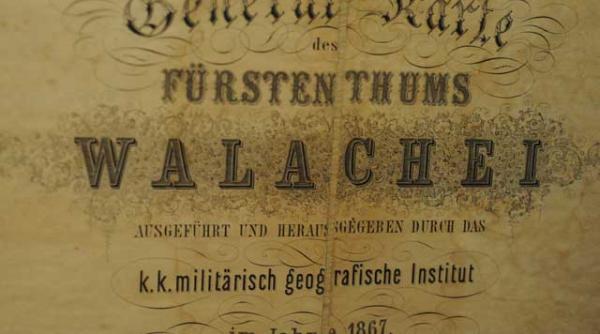 General Karte
des
FÜRSTENTHUMS
WALACHEI
AUSGEFÜHRT UND HERAUSGEGEBEN DURCH DAS
k.k. militärisch geografische Institut
im Jahre 1867.